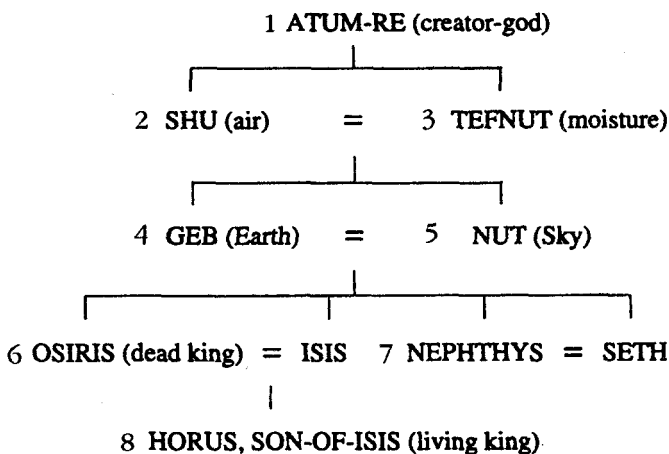 1 ATUM-RE (creator-god)
2 SHU (air) = 3 TEFNUT (moisture)
4 GEB (Earth) = 5 NUT (Sky)
6 OSIRIS (dead king) = ISIS 7 NEPHTHYS = SETH
8 HORUS, SON-OF-ISIS (living king)